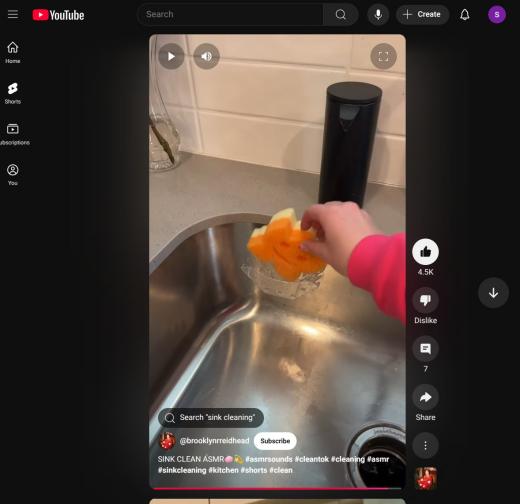 YouTube
Search
Create
S
Home
Shorts
ubscriptions
You
4.5K
Dislike
7
Share
Search "sink cleaning"
@brooklynrreidhead
Subscribe
SINK CLEAN ASMR🧼💫 #asmrsounds #cleantok #cleaning #asmr
#sinkcleaning #kitchen #shorts #clean